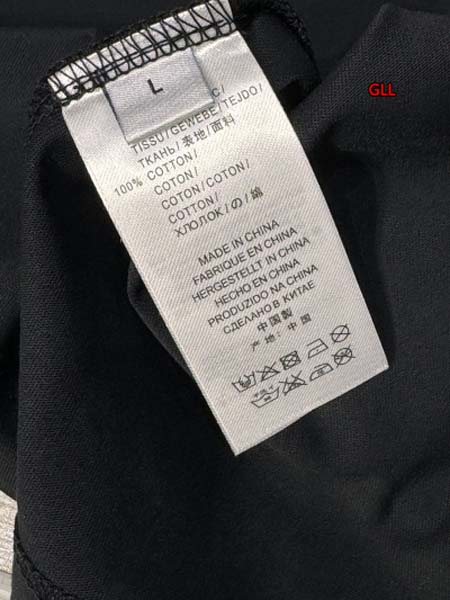 GLL
L
TISSU/GEWEBE/TEJDO/
ТКАНЬ/表地/面料
100% COTTON/
COTON/
COTTON/COTON/
COTTON/
ХЛОПОК/の/綿
MADE IN CHINA
FABRIQUE EN CHINA
HERGESTELLT IN CHINA
HECHO EN CHINA
PRODUZIDO NA CHINA
СДЕЛАНО В КИТАЕ
中国製
产地:中国